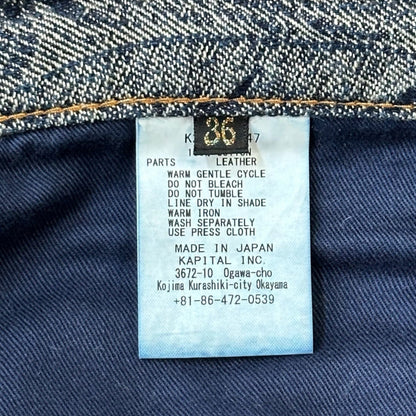 36
PARTS LEATHER
WARM GENTLE CYCLE
DO NOT BLEACH
DO NOT TUMBLE
LINE DRY IN SHADE
WARM IRON
WASH SEPARATELY
USE PRESS CLOTH
MADE IN JAPAN
KAPITAL INC.
3672-10 Ogawa-cho
Kojima Kurashiki-city Okayama
+81-86-472-0539